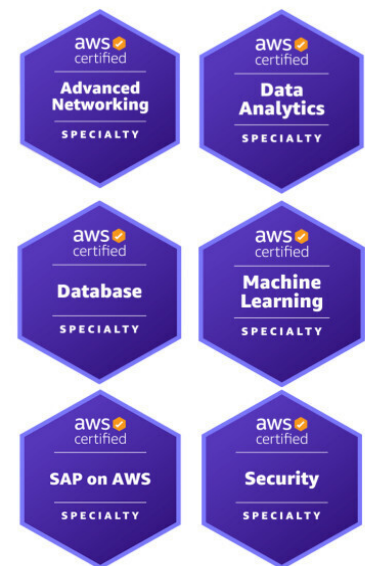 aws
certified
Advanced
Networking
SPECIALTY
aws
certified
Data
Analytics
SPECIALTY
aws
certified
Database
SPECIALTY
aws
certified
Machine
Learning
SPECIALTY
aws
certified
SAP on AWS
SPECIALTY
aws
certified
Security
SPECIALTY